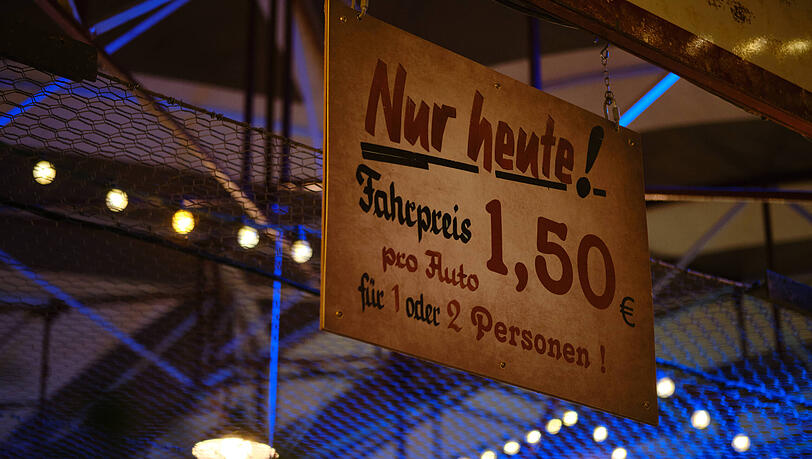 Nur heute!
Fahrpreis 1,50 €
pro Auto
für 1 oder 2 Personen !